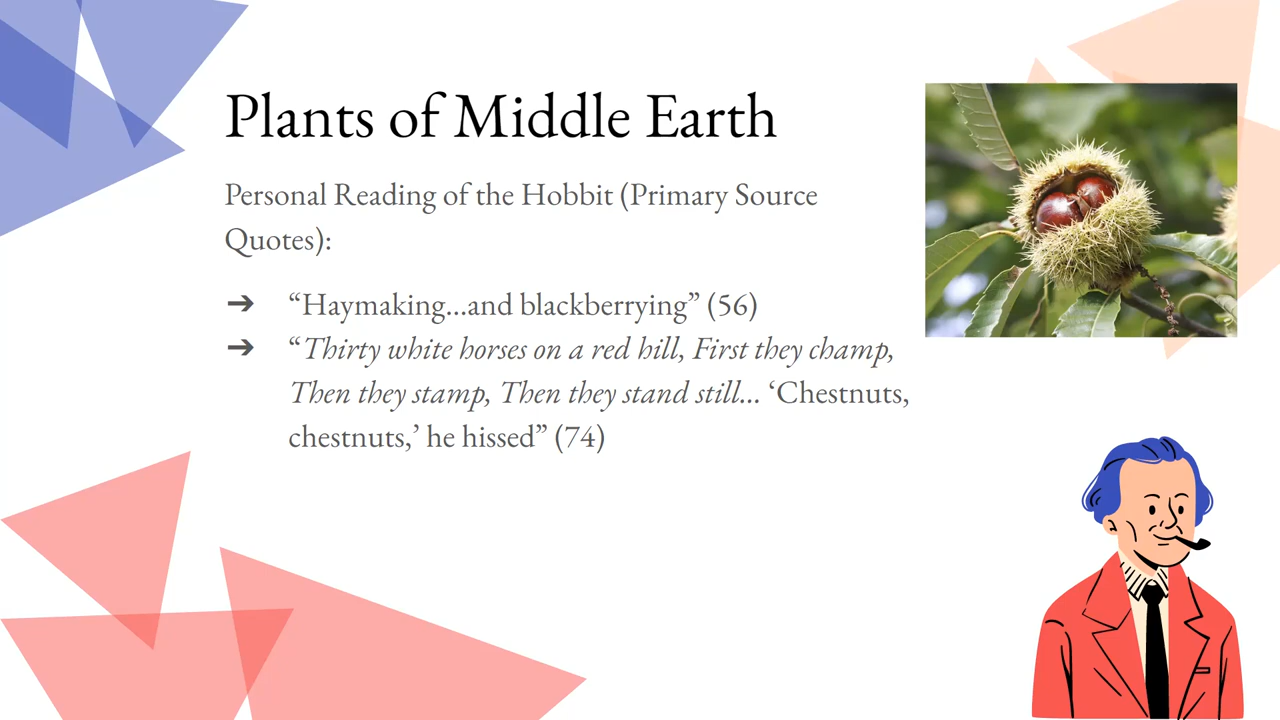 Plants of Middle Earth
Personal Reading of the Hobbit (Primary Source
Quotes):
➔ “Haymaking...and blackberrying” (56)
➔ “Thirty white horses on a red hill, First they champ,
Then they stamp, Then they stand still... ‘Chestnuts,
chestnuts,’ he hissed” (74)